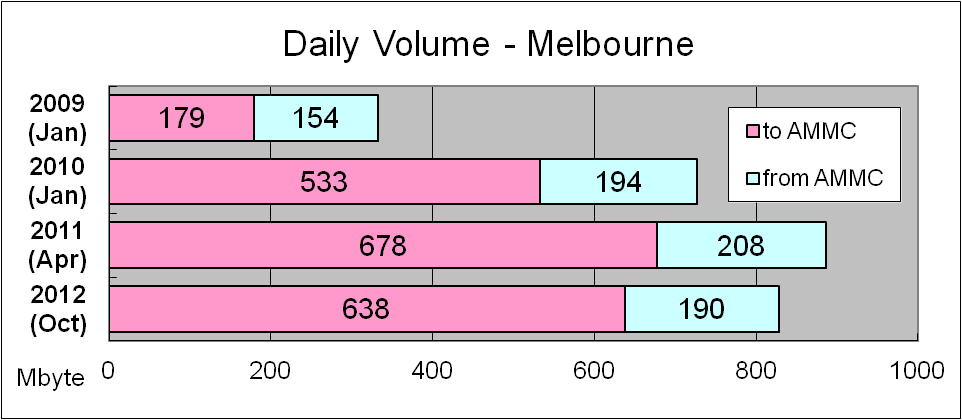 Daily Volume - Melbourne
2009
(Jan)
179 154
to AMMC
from AMMC
2010
(Jan)
533 194
2011
(Apr)
678 208
2012
(Oct)
638 190
Mbyte 0 200 400 600 800 1000